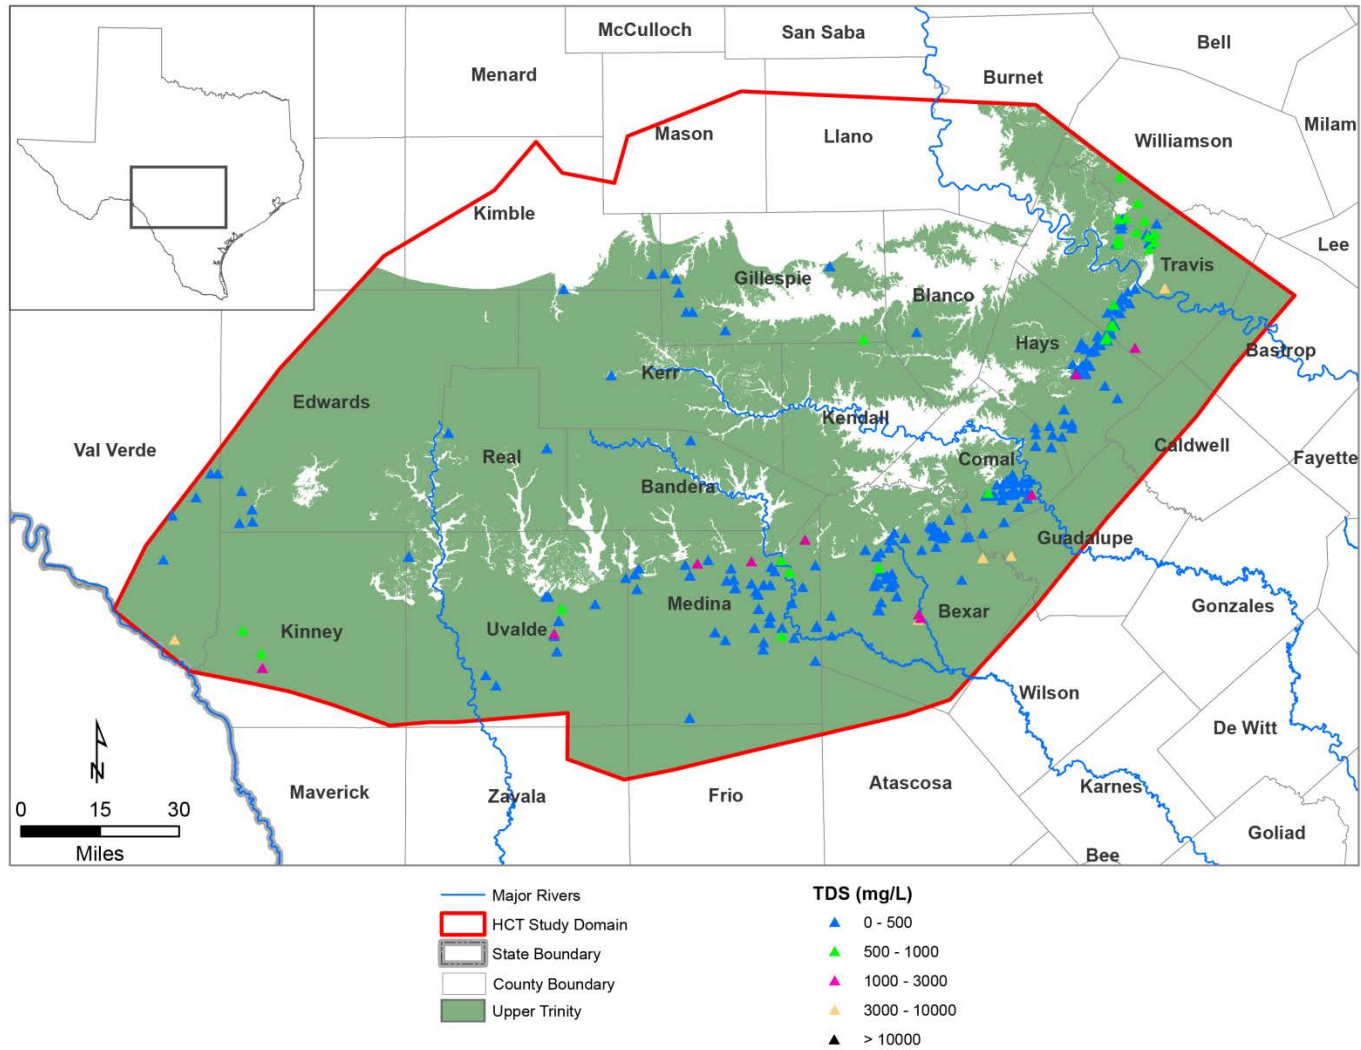 McCulloch
San Saba
Bell
Menard
Burnet
Milam
Mason
Llano
Williamson
Kimble
Lee
Travis
Gillespie
Blanco
Hays
Bastrop
Kerr
Edwards
Kendall
Val Verde
Real
Comal
Caldwell
Fayette
Bandera
Guadalupe
Medina
Bexar
Gonzales
Kinney
Uvalde
Wilson
De Witt
N
Maverick
Zavala
Frio
Atascosa
Karnes
0 15 30
Miles
Goliad
Bee
Major Rivers
HCT Study Domain
State Boundary
County Boundary
Upper Trinity
TDS (mg/L)
0 - 500
500 - 1000
1000 - 3000
3000 - 10000
> 10000